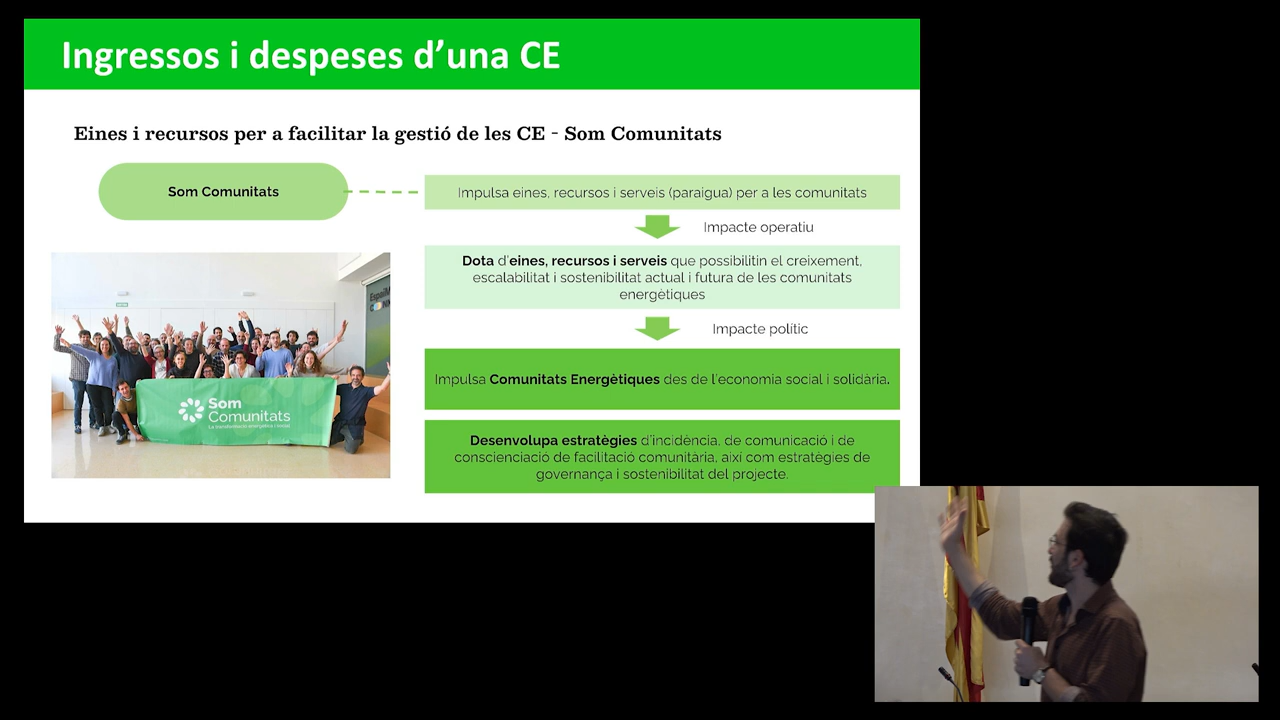 Ingressos i despeses d'una CE
Eines i recursos per a facilitar la gestió de les CE - Som Comunitats
Som Comunitats
Impulsa eines, recursos i serveis (paraigua) per a les comunitats
Impacte operatiu
Dota d'eines, recursos i serveis que possibilitin el creixement,
escalabilitat i sostenibilitat actual i futura de les comunitats
energètiques
Impacte polític
Impulsa Comunitats Energètiques des de l'economia social i solidària.
Desenvolupa estratègies d'incidència, de comunicació i de
conscienciació de facilitació comunitària, així com estratègies de
governança i sostenibilitat del projecte.
Som
Comunitats
La transformació energètica i social